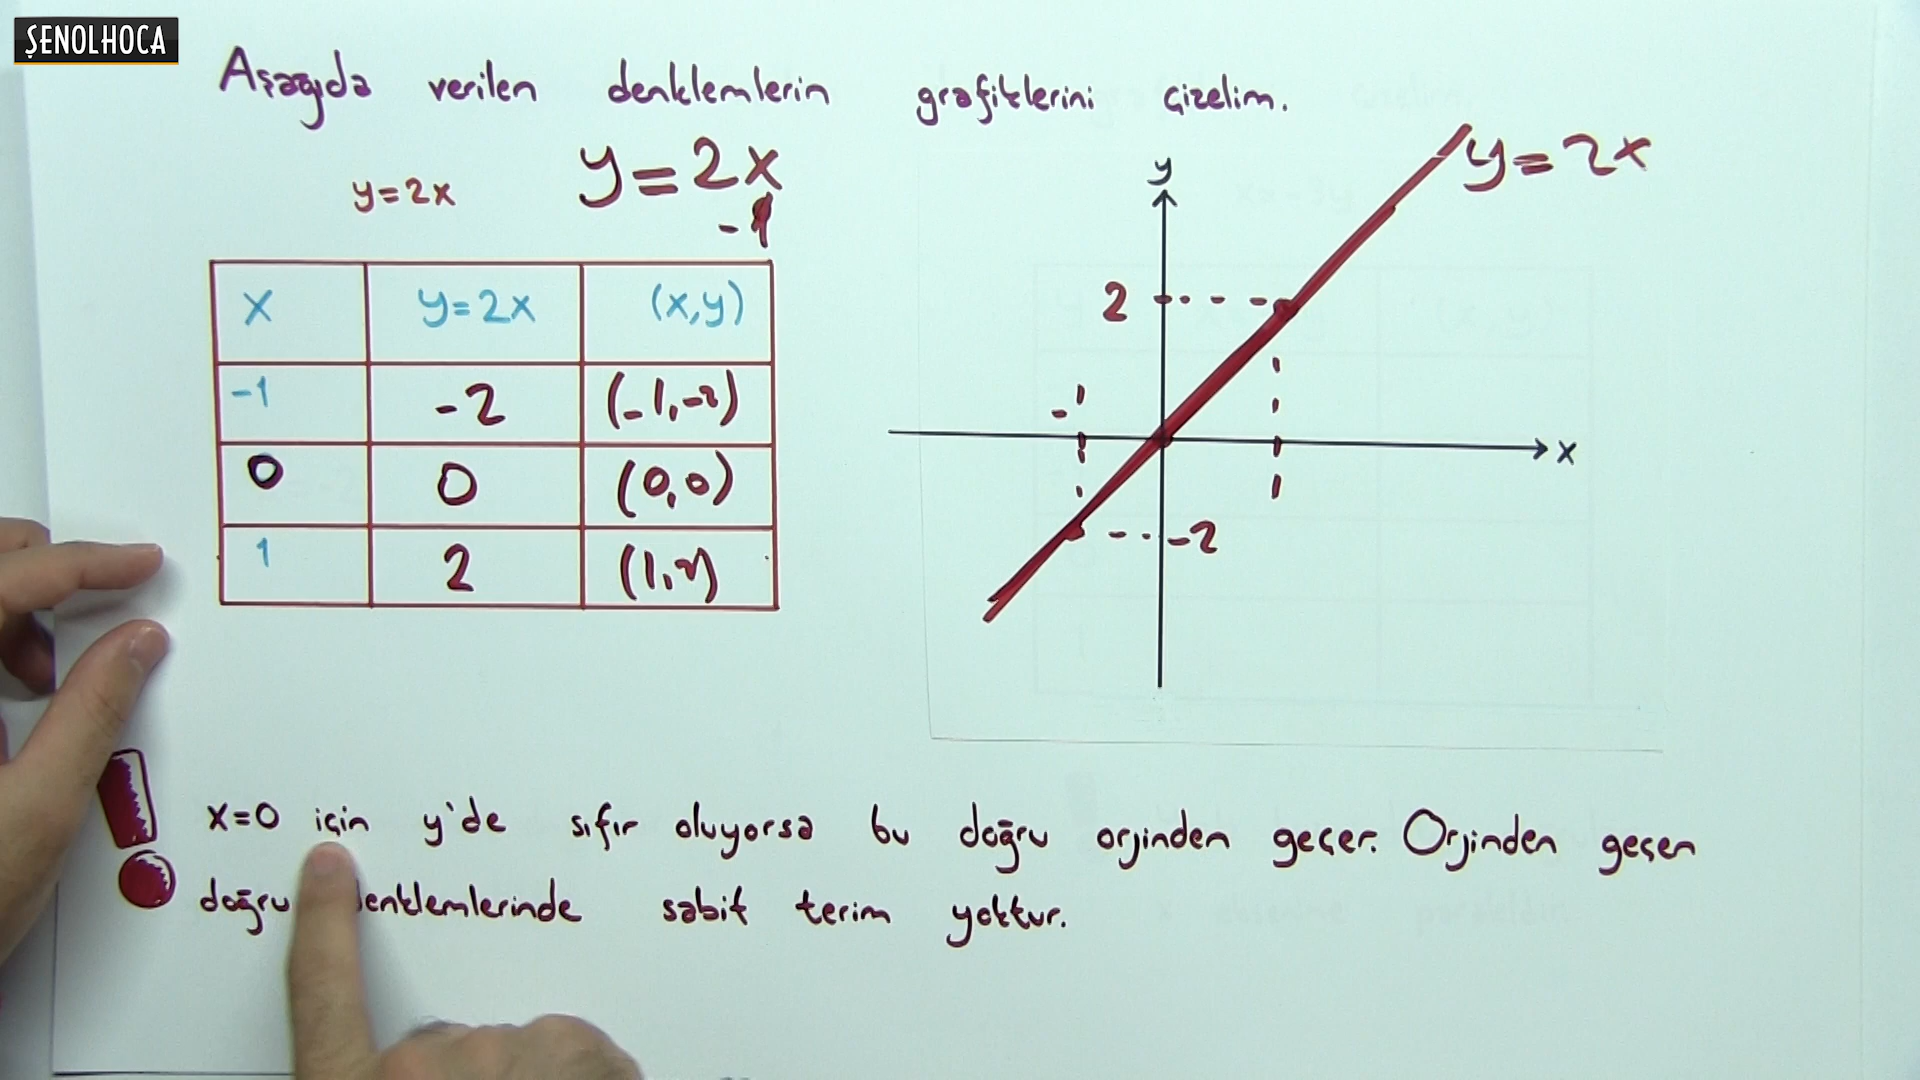 ŞENOLHOCA
Aşağıda verilen denklemlerin grafiklerini çizelim.
y=2x y=2x
-1
x y=2x (x,y)
-1 -2 (-1,-2)
0 0 (0,0)
1 2 (1,2)
y
y=2x
2
-1
x
-2
x=0 için y'de sıfır oluyorsa bu doğru orjinden geçer. Orjinden geçen
doğru denklemlerinde sabit terim yoktur.